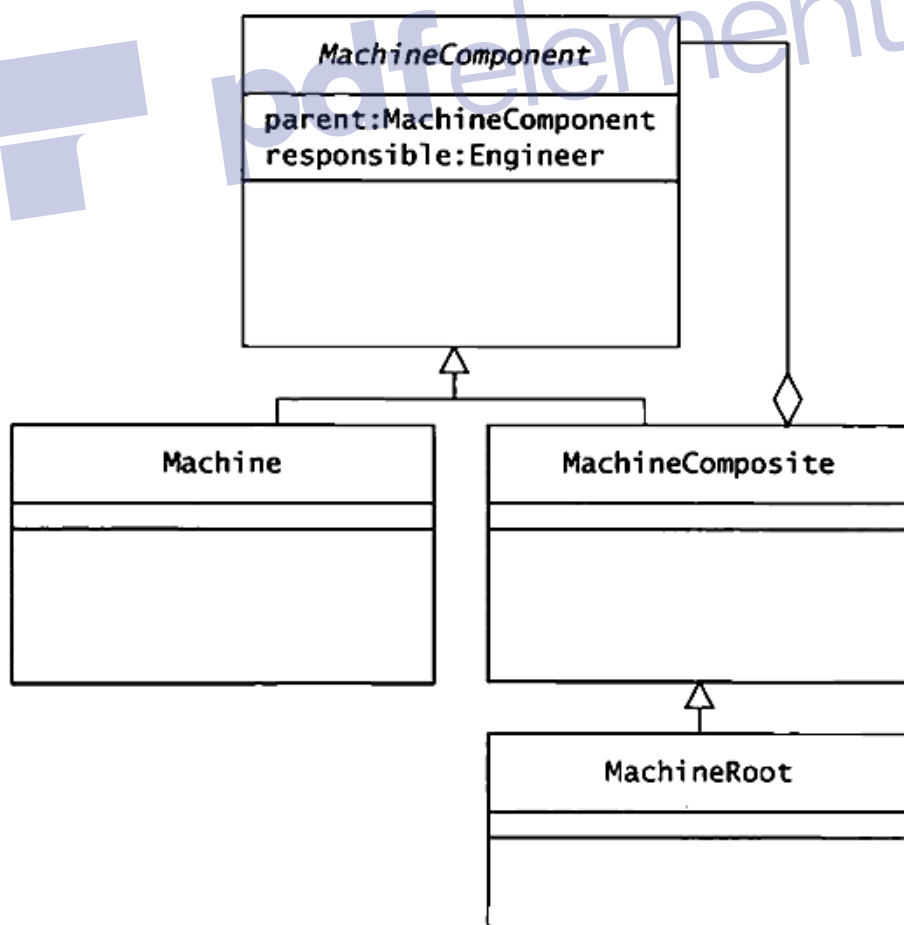 pdfelement
MachineComponent
parent:MachineComponent
responsible:Engineer
Machine
MachineComposite
MachineRoot